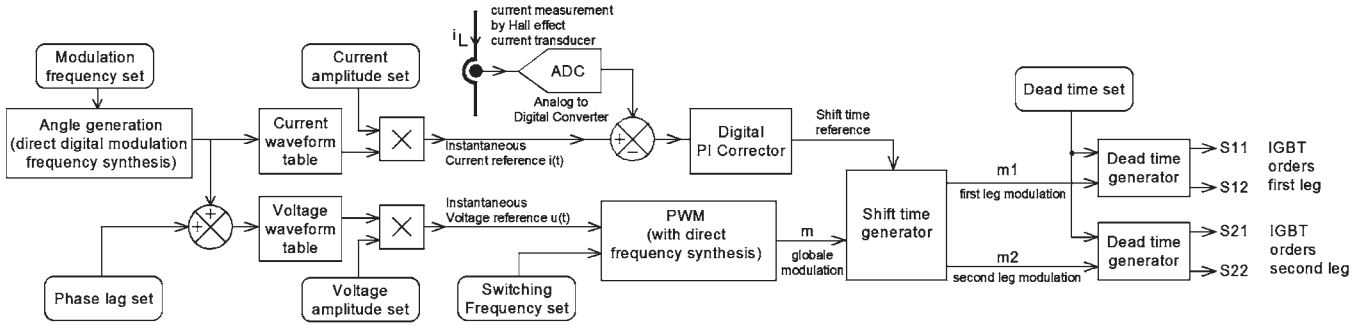 Modulation
frequency set
Angle generation
(direct digital modulation
frequency synthesis)
Phase lag set
+
+
Current
amplitude set
Current
waveform
table
Voltage
waveform
table
Voltage
amplitude set
current measurement
by Hall effect
current transducer
iL
ADC
Analog to
Digital Converter
Instantaneous
Current reference i(t)
+
−
Instantaneous
Voltage reference u(t)
Switching
Frequency set
Digital
PI Corrector
PWM
(with direct
frequency synthesis)
Shift time
reference
m
globale
modulation
Shift time
generator
m1
first leg modulation
m2
second leg modulation
Dead time set
Dead time
generator
Dead time
generator
S11
S12
IGBT
orders
first leg
S21
S22
IGBT
orders
second leg